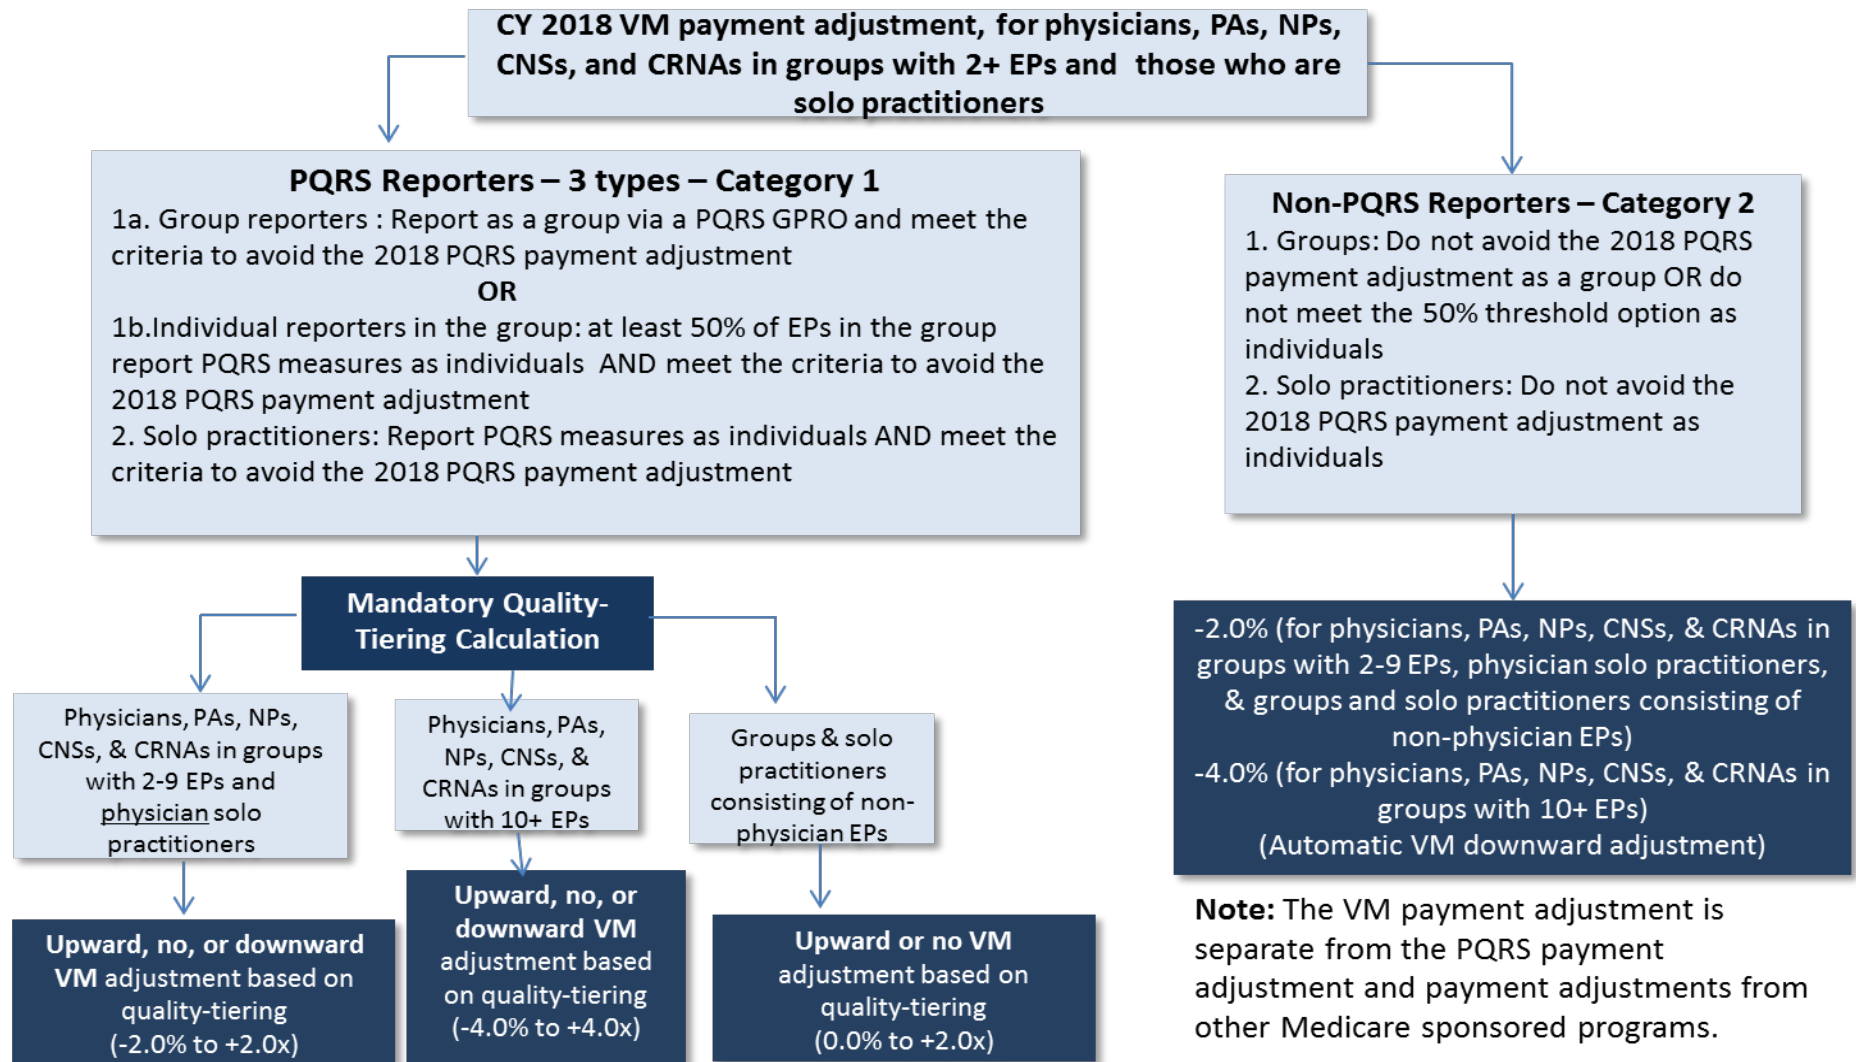 CY 2018 VM payment adjustment, for physicians, PAs, NPs,
CNSs, and CRNAs in groups with 2+ EPs and those who are
solo practitioners
PQRS Reporters – 3 types – Category 1
1a. Group reporters : Report as a group via a PQRS GPRO and meet the
criteria to avoid the 2018 PQRS payment adjustment
OR
1b.Individual reporters in the group: at least 50% of EPs in the group
report PQRS measures as individuals AND meet the criteria to avoid the
2018 PQRS payment adjustment
2. Solo practitioners: Report PQRS measures as individuals AND meet the
criteria to avoid the 2018 PQRS payment adjustment
Non-PQRS Reporters – Category 2
1. Groups: Do not avoid the 2018 PQRS
payment adjustment as a group OR do
not meet the 50% threshold option as
individuals
2. Solo practitioners: Do not avoid the
2018 PQRS payment adjustment as
individuals
Mandatory Quality-
Tiering Calculation
Physicians, PAs, NPs,
CNSs, & CRNAs in groups
with 2-9 EPs and
physician solo
practitioners
Physicians, PAs,
NPs, CNSs, &
CRNAs in groups
with 10+ EPs
Groups & solo
practitioners
consisting of non-
physician EPs
Upward, no, or downward
VM adjustment based on
quality-tiering
(-2.0% to +2.0x)
Upward, no, or
downward VM
adjustment based
on quality-tiering
(-4.0% to +4.0x)
Upward or no VM
adjustment based on
quality-tiering
(0.0% to +2.0x)
-2.0% (for physicians, PAs, NPs, CNSs, & CRNAs in
groups with 2-9 EPs, physician solo practitioners,
& groups and solo practitioners consisting of
non-physician EPs)
-4.0% (for physicians, PAs, NPs, CNSs, & CRNAs in
groups with 10+ EPs)
(Automatic VM downward adjustment)
Note: The VM payment adjustment is
separate from the PQRS payment
adjustment and payment adjustments from
other Medicare sponsored programs.